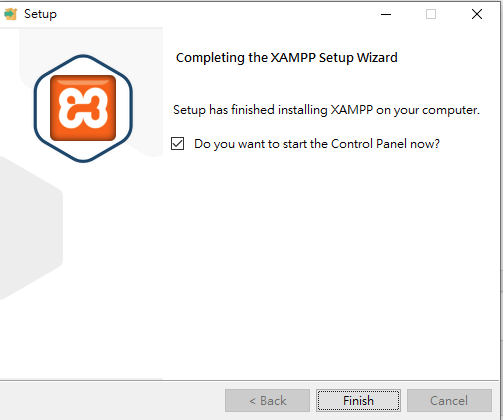 Setup
Completing the XAMPP Setup Wizard
Setup has finished installing XAMPP on your computer.
Do you want to start the Control Panel now?
< Back
Finish
Cancel